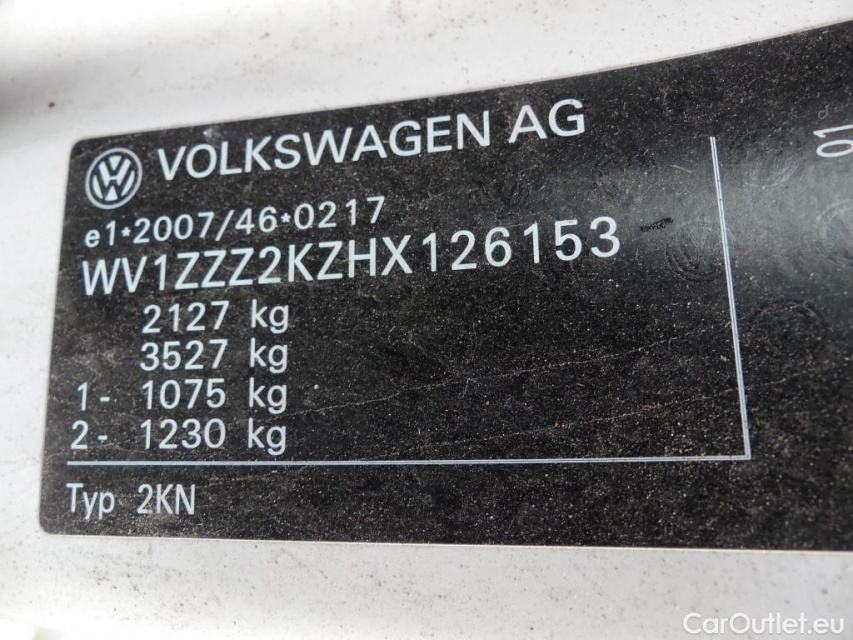 VOLKSWAGEN AG
e1*2007/46*0217
WV1ZZZ2KZHX126153
2127 kg
3527 kg
1- 1075 kg
2- 1230 kg
Typ 2KN
01
CarOutlet.eu